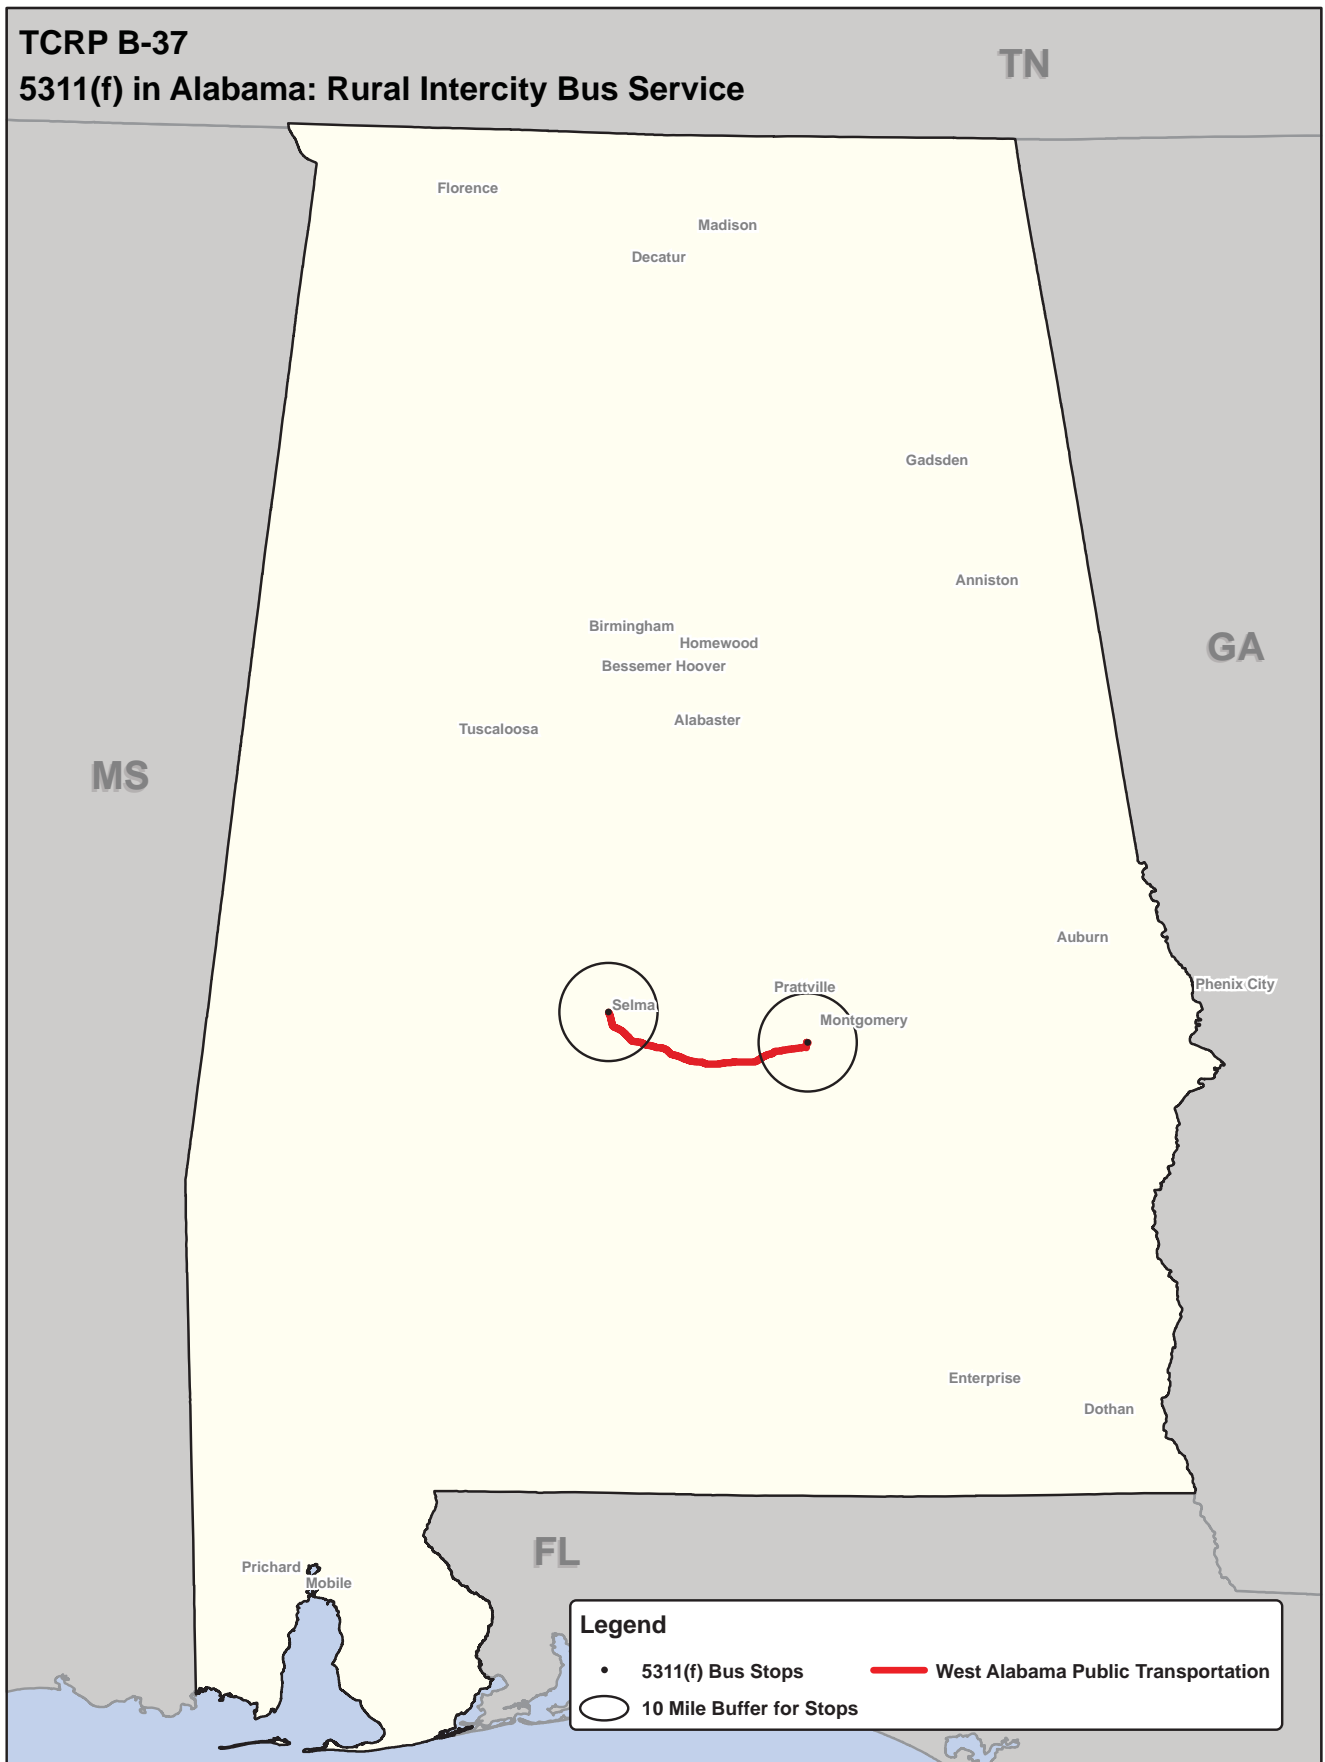 TCRP B-37
5311(f) in Alabama: Rural Intercity Bus Service
TN
Florence
Madison
Decatur
Gadsden
Anniston
Birmingham
Homewood
Bessemer Hoover
GA
Alabaster
Tuscaloosa
MS
Auburn
Phenix City
Prattville
Selma
Montgomery
Enterprise
Dothan
FL
Prichard
Mobile
Legend
5311(f) Bus Stops
West Alabama Public Transportation
10 Mile Buffer for Stops